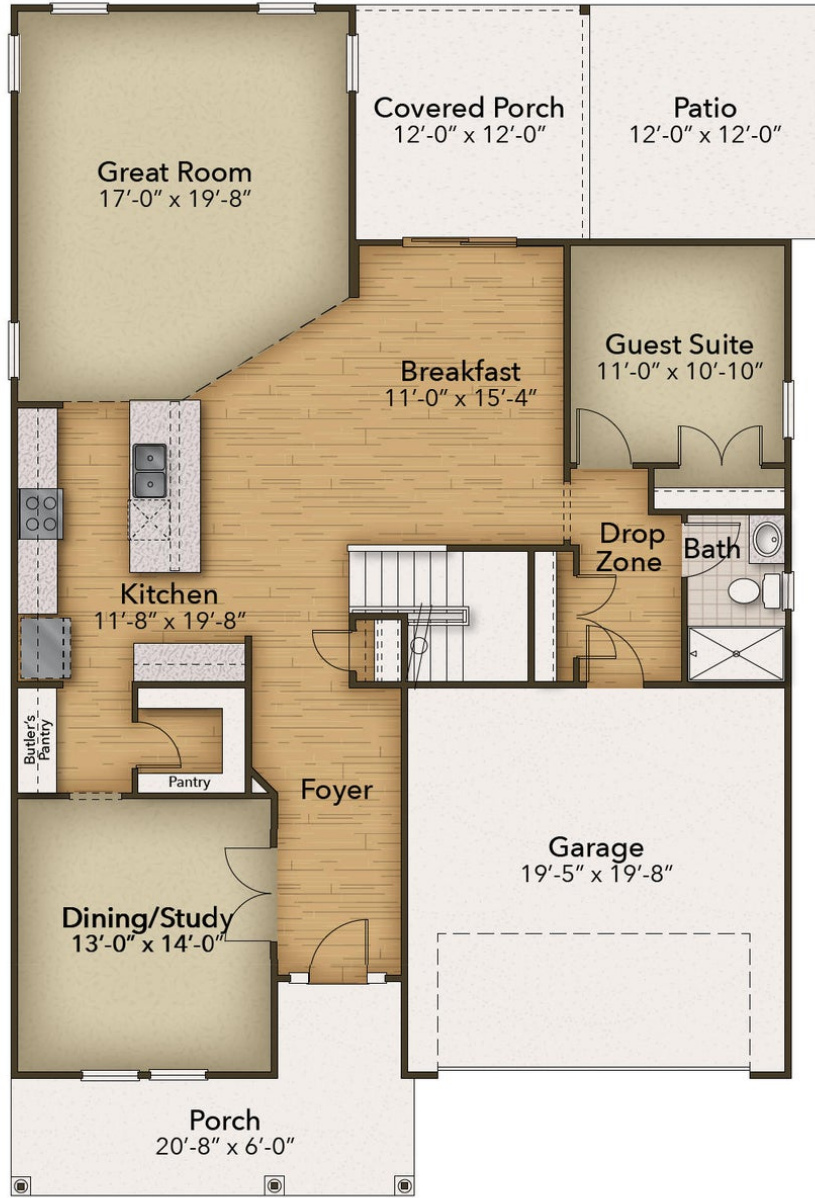 Covered Porch
12'-0" x 12'-0"
Patio
12'-0" x 12'-0"
Great Room
17'-0" x 19'-8"
Guest Suite
11'-0" x 10'-10"
Breakfast
11'-0" x 15'-4"
Drop
Zone
Bath
Kitchen
11'-8" x 19'-8"
Butler's
Pantry
Pantry
Foyer
Garage
19'-5" x 19'-8"
Dining/Study
13'-0" x 14'-0"
Porch
20'-8" x 6'-0"